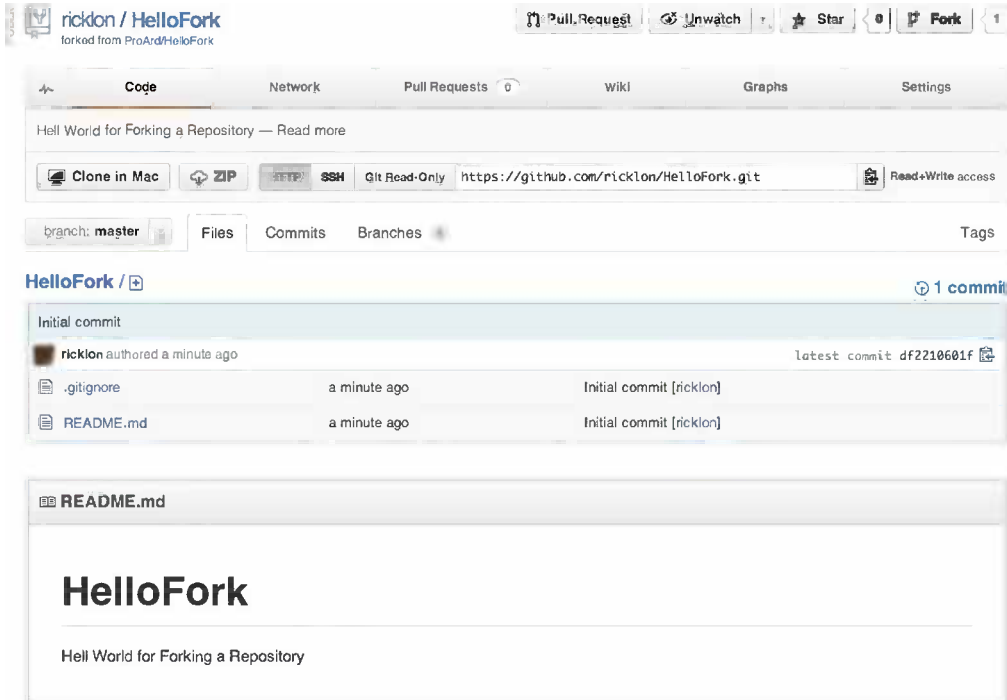 ricklon / HelloFork
forked from ProArd/HelloFork
Pull Request
Unwatch
Star
0
Fork
1
Code
Network
Pull Requests 0
Wiki
Graphs
Settings
Hell World for Forking a Repository — Read more
Clone in Mac
ZIP
HTTP
SSH
Git Read-Only
https://github.com/ricklon/HelloFork.git
Read+Write access
branch: master
Files
Commits
Branches
Tags
HelloFork /
1 commit
Initial commit
ricklon authored a minute ago
latest commit df2210601f
.gitignore
a minute ago
Initial commit [ricklon]
README.md
a minute ago
Initial commit [ricklon]
README.md
HelloFork
Hell World for Forking a Repository